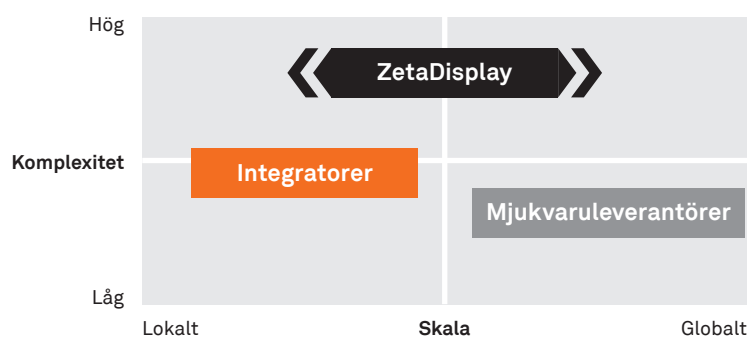 Hög
ZetaDisplay
Komplexitet
Integratorer
Mjukvaruleverantörer
Låg
Lokalt
Skala
Globalt